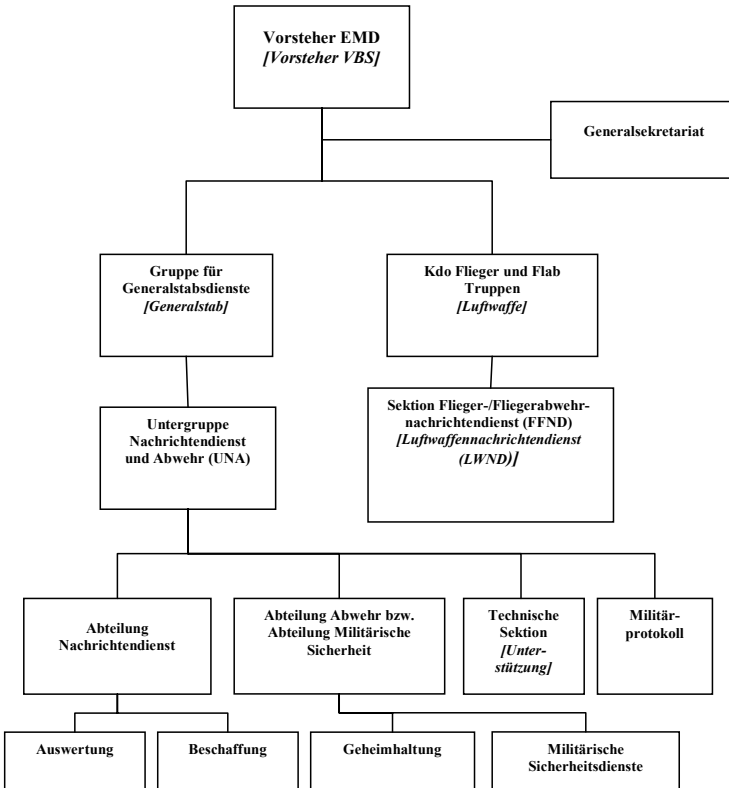 Vorsteher EMD
[Vorsteher VBS]
Generalsekretariat
Gruppe für
Generalstabsdienste
[Generalstab]
Kdo Flieger und Flab
Truppen
[Luftwaffe]
Untergruppe
Nachrichtendienst
und Abwehr (UNA)
Sektion Flieger-/Fliegerabwehr-
nachrichtendienst (FFND)
[Luftwaffennachrichtendienst
(LWND)]
Abteilung
Nachrichtendienst
Abteilung Abwehr bzw.
Abteilung Militärische
Sicherheit
Technische
Sektion
[Unter-
stützung]
Militär-
protokoll
Auswertung
Beschaffung
Geheimhaltung
Militärische
Sicherheitsdienste